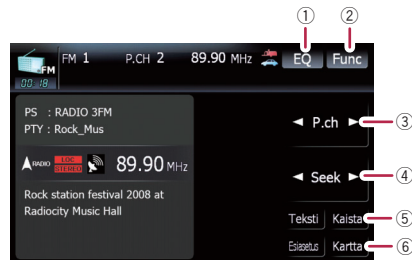 ① ②
FM FM 1 P.CH 2 89.90 MHz EQ Func
00 18
PS : RADIO 3FM
PTY : Rock_Mus
◄ P.ch ► ③
RADIO LOC STEREO 89.90 MHz
◄ Seek ► ④
Rock station festival 2008 at
Radiocity Music Hall
Teksti Kaista ⑤
Esiasetus Kartta ⑥